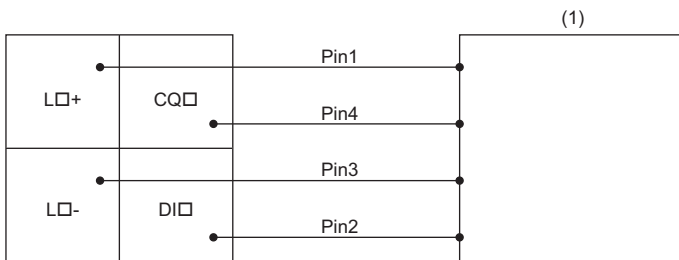 (1)
Pin1
L□+ CQ□
Pin4
Pin3
L□- DI□
Pin2